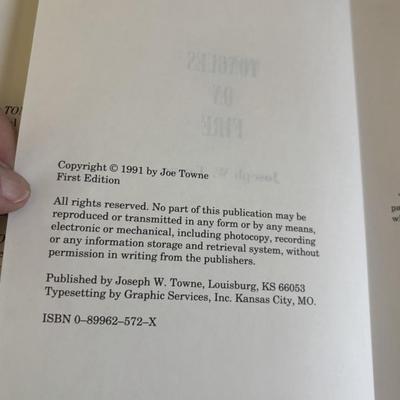 Copyright © 1991 by Joe Towne
First Edition
All rights reserved. No part of this publication may be
reproduced or transmitted in any form or by any means,
electronic or mechanical, including photocopy, recording
or any information storage and retrieval system, without
permission in writing from the publishers.
Published by Joseph W. Towne, Louisburg, KS 66053
Typesetting by Graphic Services, Inc. Kansas City, MO.
ISBN 0–89962–572–X